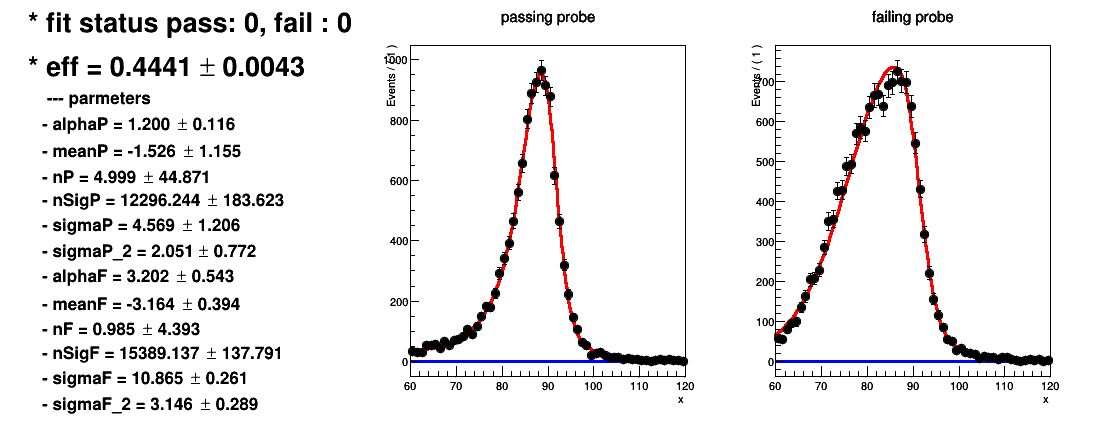 * fit status pass: 0, fail : 0
* eff = 0.4441 ± 0.0043
--- parmeters
- alphaP = 1.200 ± 0.116
- meanP = -1.526 ± 1.155
- nP = 4.999 ± 44.871
- nSigP = 12296.244 ± 183.623
- sigmaP = 4.569 ± 1.206
- sigmaP_2 = 2.051 ± 0.772
- alphaF = 3.202 ± 0.543
- meanF = -3.164 ± 0.394
- nF = 0.985 ± 4.393
- nSigF = 15389.137 ± 137.791
- sigmaF = 10.865 ± 0.261
- sigmaF_2 = 3.146 ± 0.289
passing probe
Events / ( 1 )
1000
800
600
400
200
0
60 70 80 90 100 110 120
x
failing probe
Events / ( 1 )
700
600
500
400
300
200
100
0
60 70 80 90 100 110 120
x